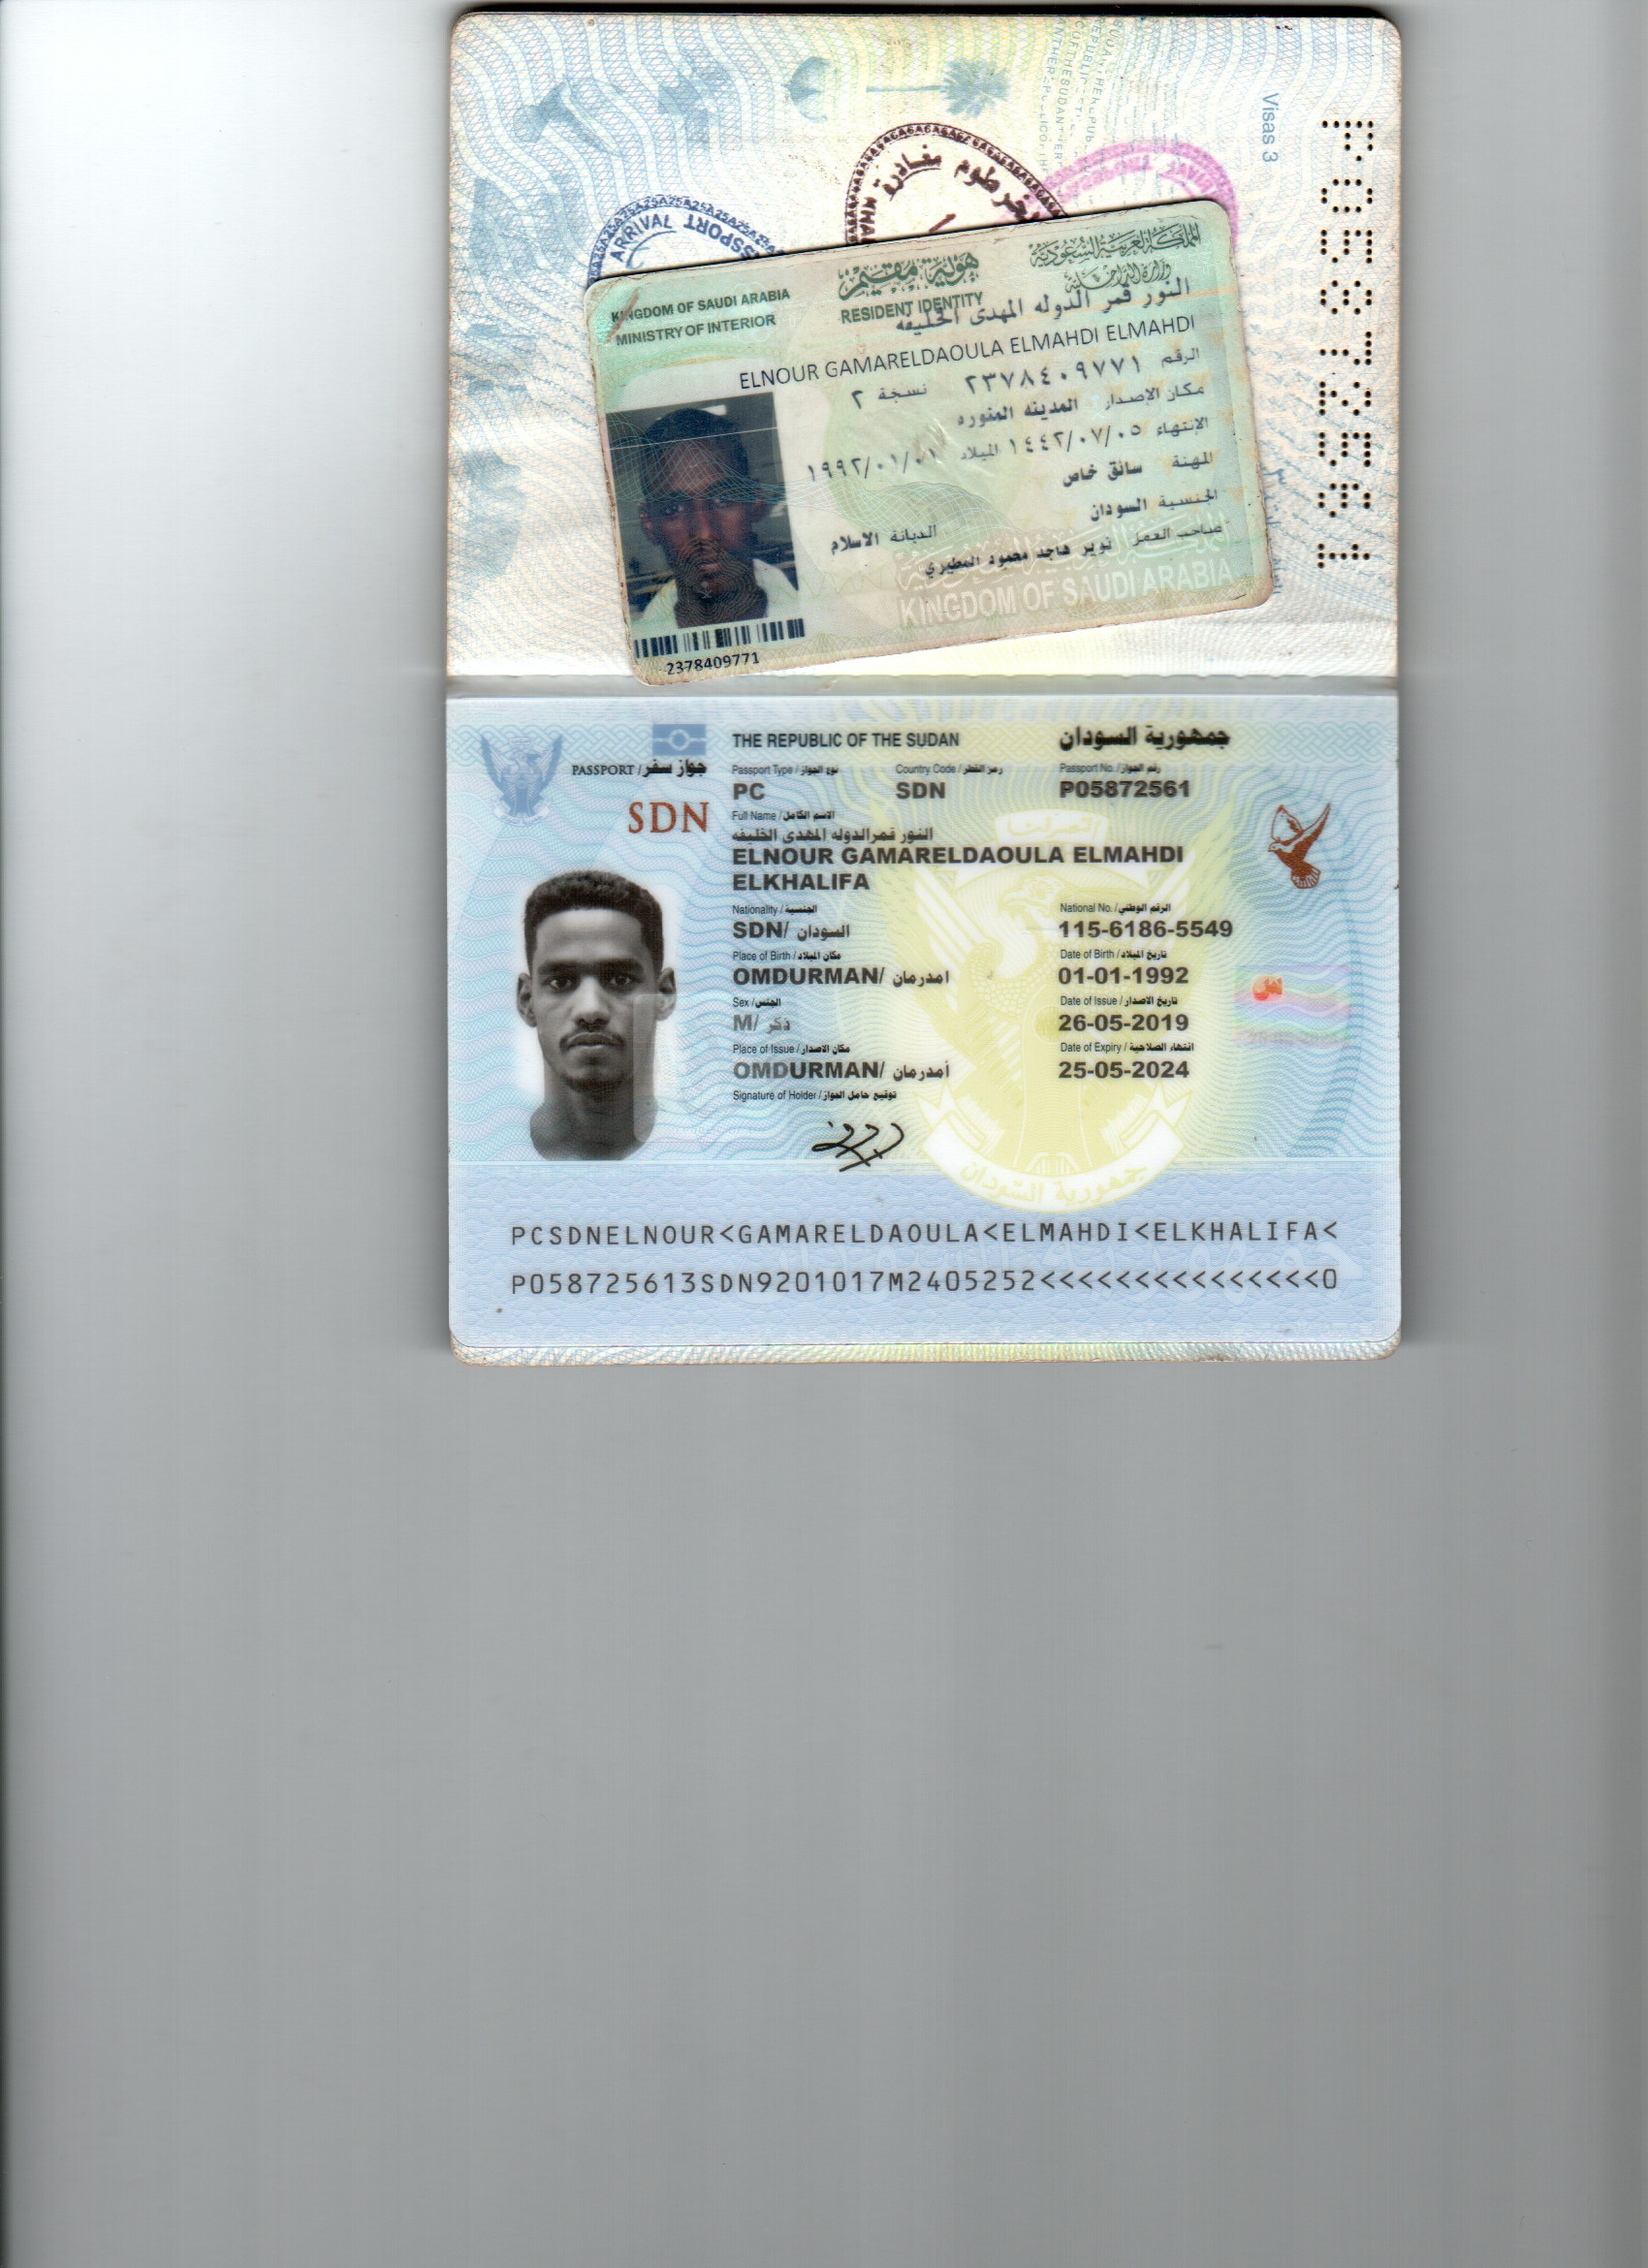 Visas 3
P05872561
ARRIVAL
مغادرة
KINGDOM OF SAUDI ARABIA
MINISTRY OF INTERIOR
هوية مقيم
RESIDENT IDENTITY
المملكة العربية السعودية
وزارة الداخلية
النور قمر الدوله المهدى الخليفه
ELNOUR GAMARELDAOULA ELMAHDI ELMAHDI
الرقم ٢٣٧٨٤٠٩٧٧١ نسخة ٢
مكان الإصدار المدينه المنوره
الإنتهاء ١٤٤٢/٠٧/٠٥ الميلاد ١٩٩٢/٠١/٠١
المهنة سائق خاص
الجنسية السودان
الديانة الاسلام
صاحب العمل نوير هاجد محمود المطيري
KINGDOM OF SAUDI ARABIA
2378409771
THE REPUBLIC OF THE SUDAN جمهورية السودان
PASSPORT / جواز سفر
SDN
Passport Type / نوع الجواز Country Code / رمز القطر Passport No. / رقم الجواز
PC SDN P05872561
Full Name / الاسم الكامل
النور قمرالدوله المهدى الخليفه
ELNOUR GAMARELDAOULA ELMAHDI
ELKHALIFA
Nationality / الجنسية National No. / الرقم الوطني
SDN/ السودان 115-6186-5549
Place of Birth / مكان الميلاد Date of Birth / تاريخ الميلاد
OMDURMAN/ امدرمان 01-01-1992
Sex / الجنس Date of Issue / تاريخ الاصدار
M/ ذكر 26-05-2019
Place of Issue / مكان الاصدار Date of Expiry / انتهاء الصلاحية
OMDURMAN/ أمدرمان 25-05-2024
Signature of Holder / توقيع حامل الجواز
جمهورية السودان
PCSDNELNOUR<GAMARELDAOULA<ELMAHDI<ELKHALIFA<
P058725613SDN9201017M2405252<<<<<<<<<<<<<<<0